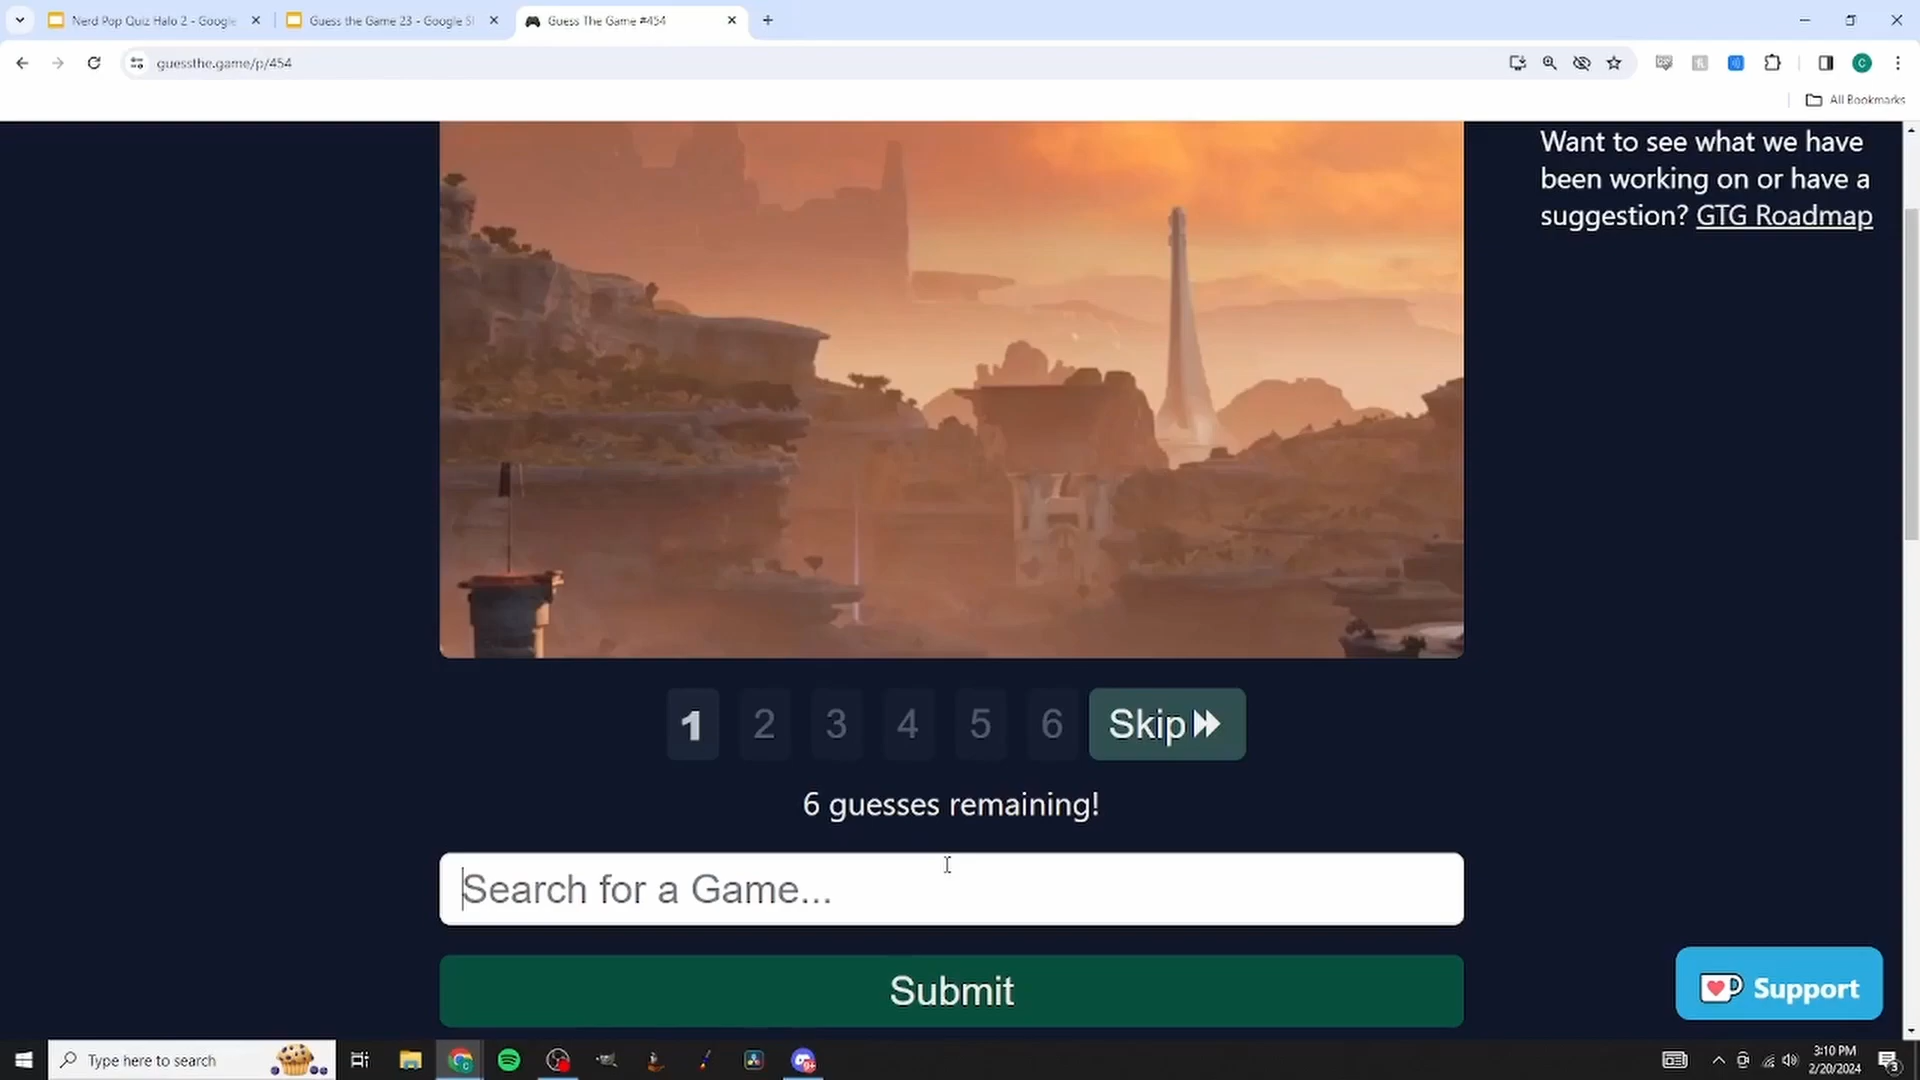 Nerd Pop Quiz Halo 2 - Google
Guess the Game 23 - Google Sl
Guess The Game #454
guessthe.game/p/454
All Bookmarks
Want to see what we have
been working on or have a
suggestion? GTG Roadmap
1 2 3 4 5 6 Skip
6 guesses remaining!
Search for a Game...
Submit
Support
Type here to search
3:10 PM
2/20/2024